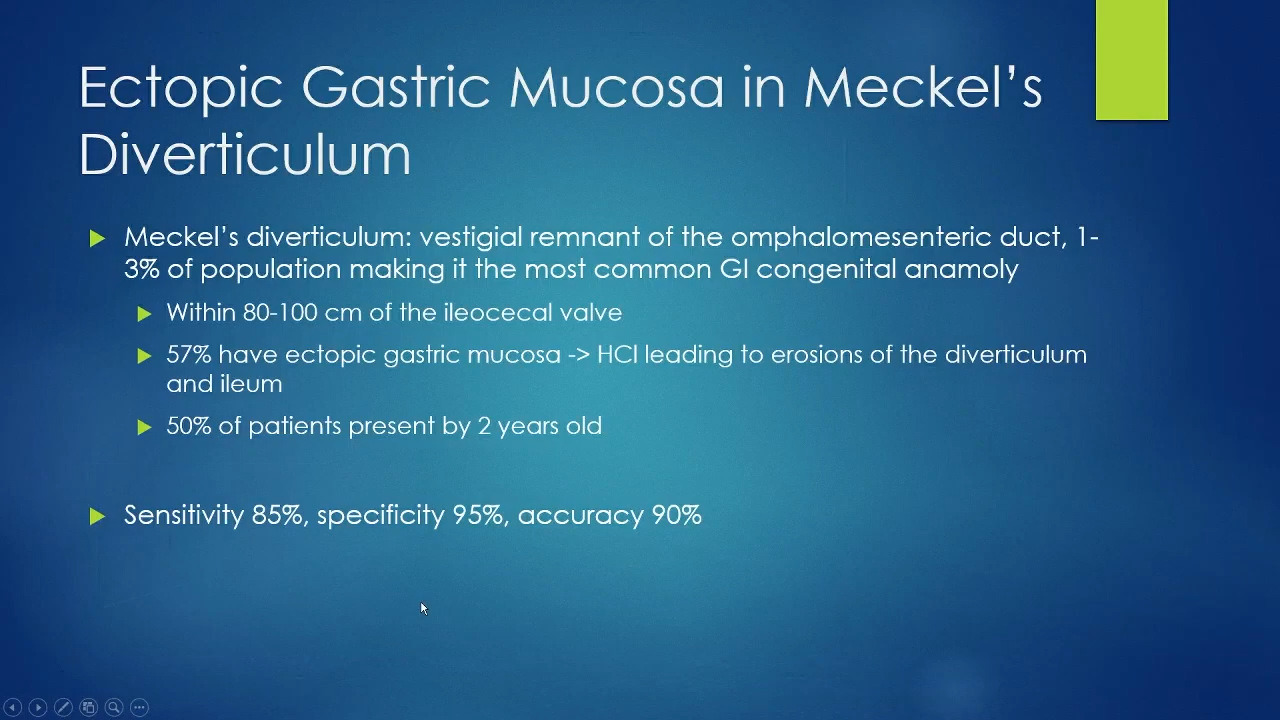 Ectopic Gastric Mucosa in Meckel’s
Diverticulum
Meckel’s diverticulum: vestigial remnant of the omphalomesenteric duct, 1-
3% of population making it the most common GI congenital anamoly
Within 80-100 cm of the ileocecal valve
57% have ectopic gastric mucosa -> HCl leading to erosions of the diverticulum
and ileum
50% of patients present by 2 years old
Sensitivity 85%, specificity 95%, accuracy 90%